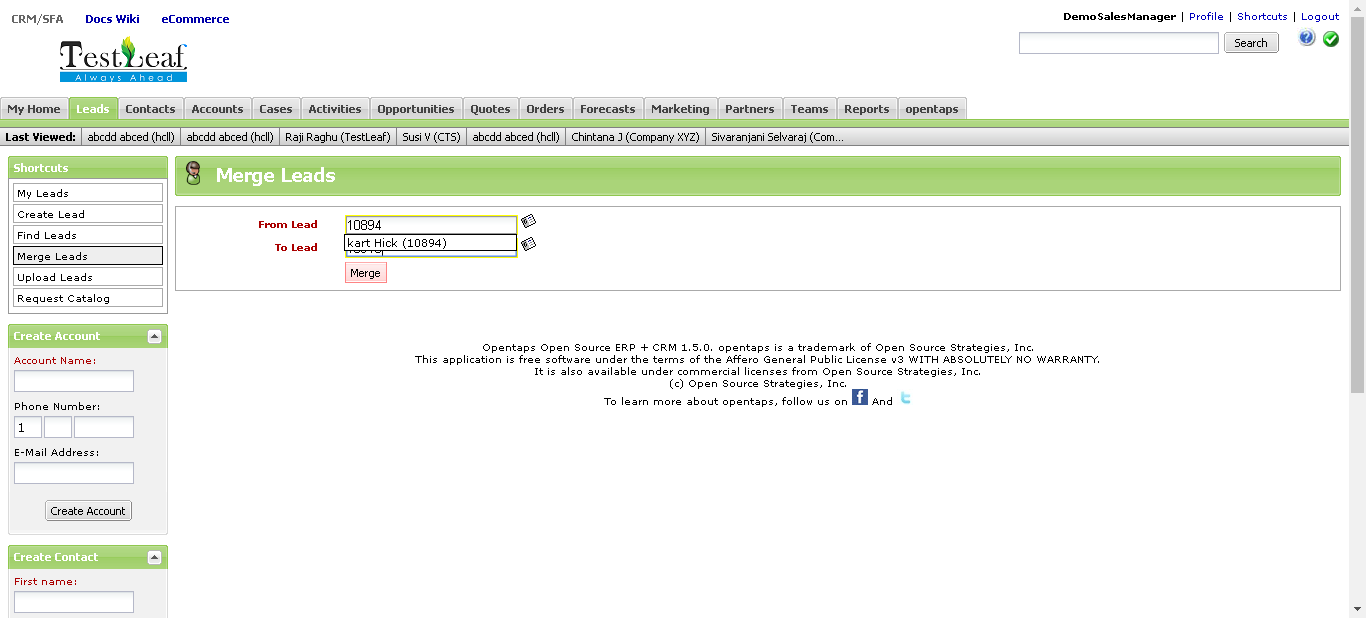 CRM/SFA Docs Wiki eCommerce
DemoSalesManager | Profile | Shortcuts | Logout
Search
TestLeaf
Always Ahead
My Home Leads Contacts Accounts Cases Activities Opportunities Quotes Orders Forecasts Marketing Partners Teams Reports opentaps
Last Viewed: abcdd abced (hcll) abcdd abced (hcll) Raji Raghu (TestLeaf) Susi V (CTS) abcdd abced (hcll) Chintana J (Company XYZ) Sivaranjani Selvaraj (Com...
Shortcuts
My Leads
Create Lead
Find Leads
Merge Leads
Upload Leads
Request Catalog
Create Account
Account Name:
Phone Number:
1
E-Mail Address:
Create Account
Create Contact
First name:
Merge Leads
From Lead 10894
kart Hick (10894)
To Lead
Merge
Opentaps Open Source ERP + CRM 1.5.0. opentaps is a trademark of Open Source Strategies, Inc.
This application is free software under the terms of the Affero General Public License v3 WITH ABSOLUTELY NO WARRANTY.
It is also available under commercial licenses from Open Source Strategies, Inc.
(c) Open Source Strategies, Inc.
To learn more about opentaps, follow us on f And t